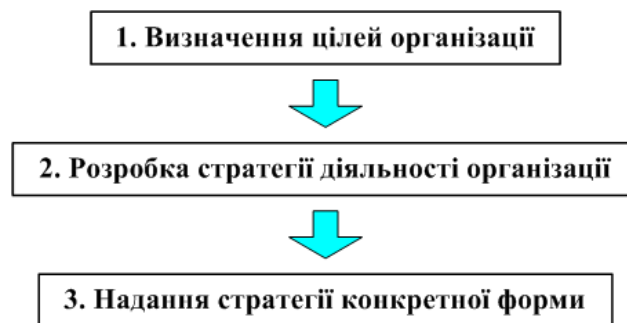 1. Визначення цілей організації
2. Розробка стратегії діяльності організації
3. Надання стратегії конкретної форми